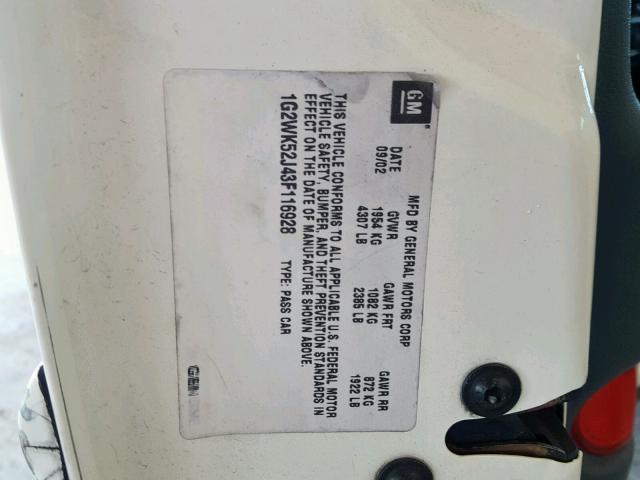 GM
MFD BY GENERAL MOTORS CORP
DATE GVWR GAWR FRT GAWR RR
09/02 1954 KG 1082 KG 872 KG
4307 LB 2385 LB 1922 LB
THIS VEHICLE CONFORMS TO ALL APPLICABLE U.S. FEDERAL MOTOR
VEHICLE SAFETY, BUMPER, AND THEFT PREVENTION STANDARDS IN
EFFECT ON THE DATE OF MANUFACTURE SHOWN ABOVE.
1G2WK52J43F116928 TYPE: PASS CAR